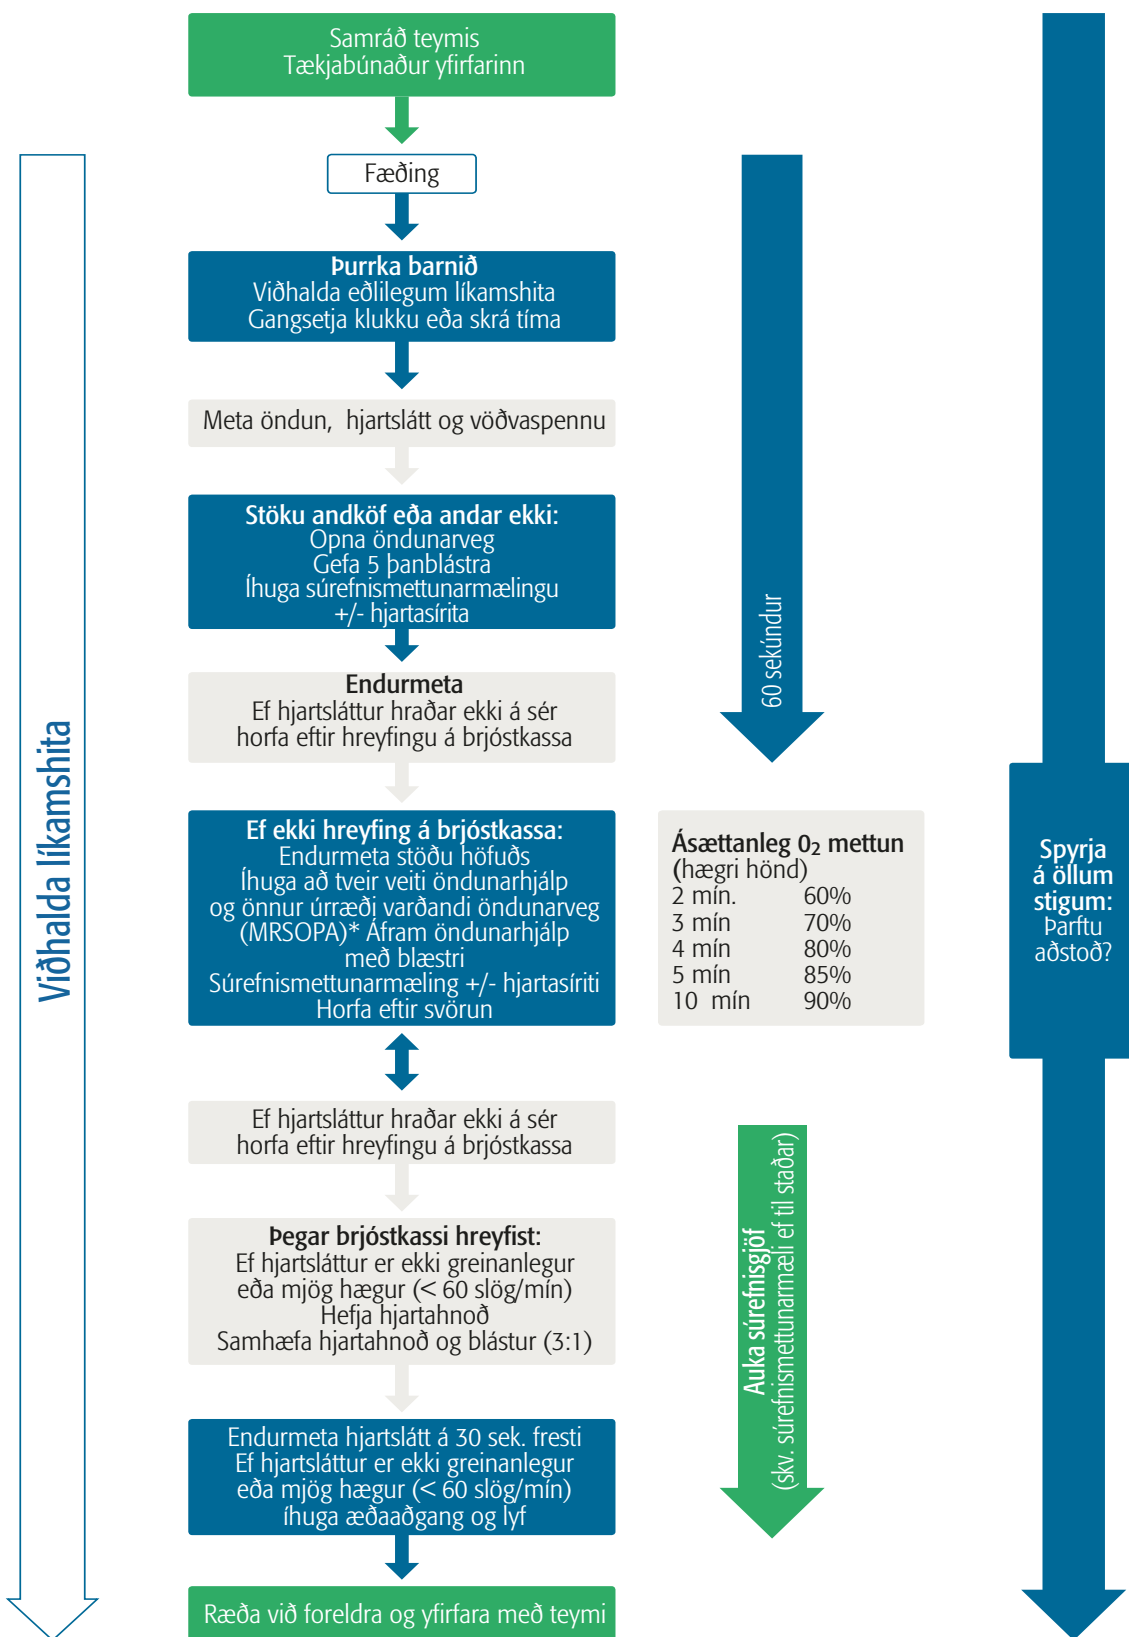 Samráð teymis
Tækjabúnaður yfirfarinn
Fæðing
Þurrka barnið
Viðhalda eðlilegum líkamshita
Gangsetja klukku eða skrá tíma
Meta öndun, hjartslátt og vöðvaspennu
Stöku andköf eða andar ekki:
Opna öndunarveg
Gefa 5 þanblástra
Íhuga súrefnismettunarmælingu
+/- hjartasírita
Endurmeta
Ef hjartsláttur hraðar ekki á sér
horfa eftir hreyfingu á brjóstkassa
Ef ekki hreyfing á brjóstkassa:
Endurmeta stöðu höfuðs
Íhuga að tveir veiti öndunarhjálp
og önnur úrræði varðandi öndunarveg
(MRSOPA)* Áfram öndunarhjálp
með blæstri
Súrefnismettunarmæling +/- hjartasíriti
Horfa eftir svörun
Ef hjartsláttur hraðar ekki á sér
horfa eftir hreyfingu á brjóstkassa
Þegar brjóstkassi hreyfist:
Ef hjartsláttur er ekki greinanlegur
eða mjög hægur (< 60 slög/mín)
Hefja hjartahnoð
Samhæfa hjartahnoð og blástur (3:1)
Endurmeta hjartslátt á 30 sek. fresti
Ef hjartsláttur er ekki greinanlegur
eða mjög hægur (< 60 slög/mín)
íhuga æðaaðgang og lyf
Ræða við foreldra og yfirfara með teymi
Viðhalda líkamshita
60 sekúndur
Ásættanleg 0₂ mettun
(hægri hönd)
2 mín. 60%
3 mín 70%
4 mín 80%
5 mín 85%
10 mín 90%
Auka súrefnisgjöf
(skv. súrefnismettunarmæli ef til staðar)
Spyrja
á öllum
stigum:
Þarftu
aðstoð?